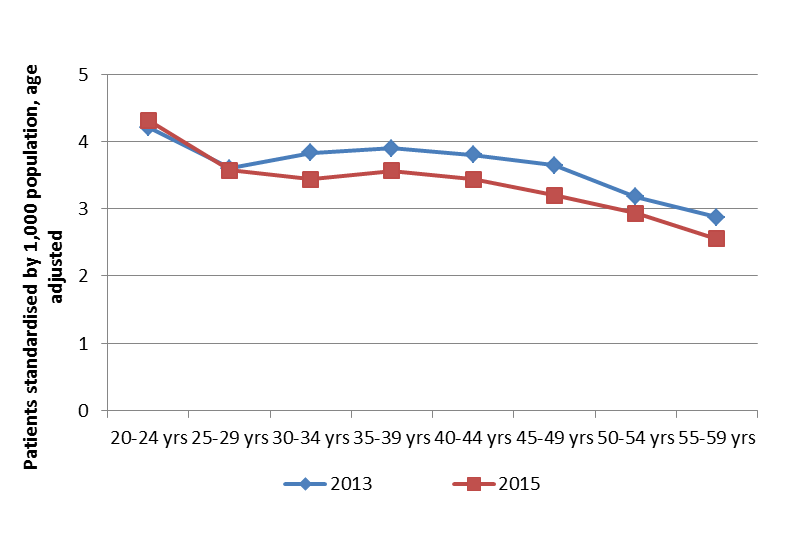 Patients standardised by 1,000 population, age
adjusted
5
4
3
2
1
0
20-24 yrs 25-29 yrs 30-34 yrs 35-39 yrs 40-44 yrs 45-49 yrs 50-54 yrs 55-59 yrs
2013 2015